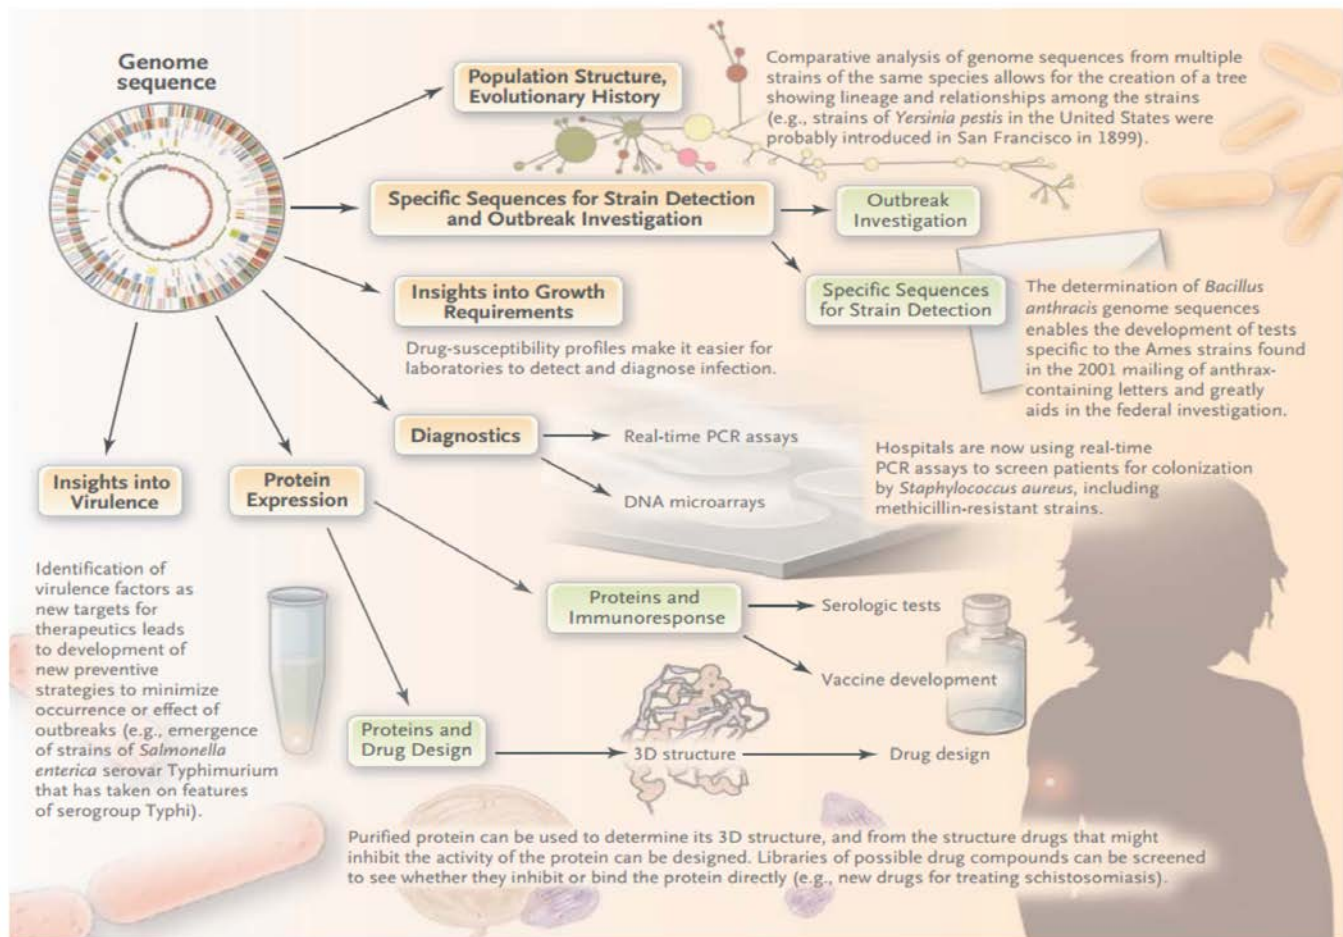 Genome
sequence
Population Structure,
Evolutionary History
Comparative analysis of genome sequences from multiple
strains of the same species allows for the creation of a tree
showing lineage and relationships among the strains
(e.g., strains of Yersinia pestis in the United States were
probably introduced in San Francisco in 1899).
Specific Sequences for Strain Detection
and Outbreak Investigation
Outbreak
Investigation
Specific Sequences
for Strain Detection
The determination of Bacillus
anthracis genome sequences
enables the development of tests
specific to the Ames strains found
in the 2001 mailing of anthrax-
containing letters and greatly
aids in the federal investigation.
Insights into Growth
Requirements
Drug-susceptibility profiles make it easier for
laboratories to detect and diagnose infection.
Diagnostics
Real-time PCR assays
DNA microarrays
Hospitals are now using real-time
PCR assays to screen patients for colonization
by Staphylococcus aureus, including
methicillin-resistant strains.
Insights into
Virulence
Protein
Expression
Identification of
virulence factors as
new targets for
therapeutics leads
to development of
new preventive
strategies to minimize
occurrence or effect of
outbreaks (e.g., emergence
of strains of Salmonella
enterica serovar Typhimurium
that has taken on features
of serogroup Typhi).
Proteins and
Immunoresponse
Serologic tests
Vaccine development
Proteins and
Drug Design
3D structure
Drug design
Purified protein can be used to determine its 3D structure, and from the structure drugs that might
inhibit the activity of the protein can be designed. Libraries of possible drug compounds can be screened
to see whether they inhibit or bind the protein directly (e.g., new drugs for treating schistosomiasis).